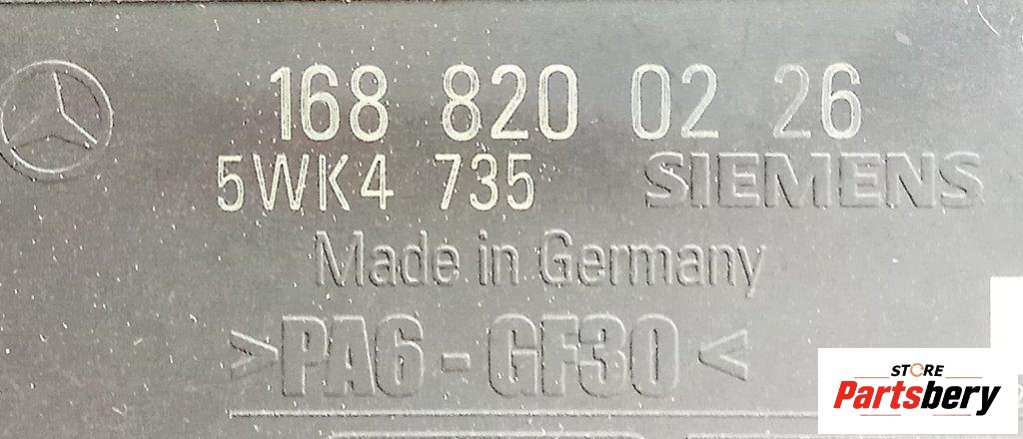 168 820 02 26
5WK4 735 SIEMENS
Made in Germany
>PA6-GF30<
STORE
Partsbery